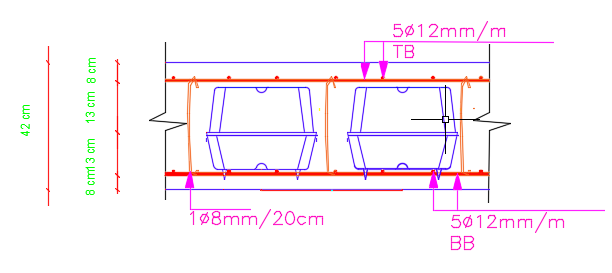 5ø12mm/m
TB
42 cm
8 cm
13 cm
13 cm
8 cm
1ø8mm/20cm
5ø12mm/m
BB